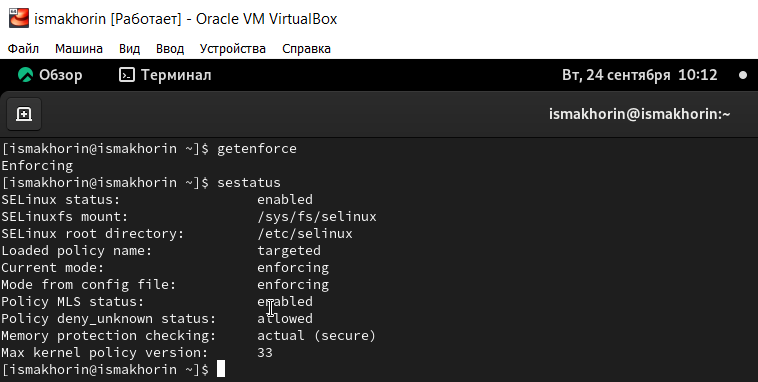 ismakhorin [Работает] - Oracle VM VirtualBox
Файл Машина Вид Ввод Устройства Справка
Обзор Терминал Вт, 24 сентября 10:12
ismakhorin@ismakhorin:~
[ismakhorin@ismakhorin ~]$ getenforce
Enforcing
[ismakhorin@ismakhorin ~]$ sestatus
SELinux status: enabled
SELinuxfs mount: /sys/fs/selinux
SELinux root directory: /etc/selinux
Loaded policy name: targeted
Current mode: enforcing
Mode from config file: enforcing
Policy MLS status: enabled
Policy deny_unknown status: allowed
Memory protection checking: actual (secure)
Max kernel policy version: 33
[ismakhorin@ismakhorin ~]$